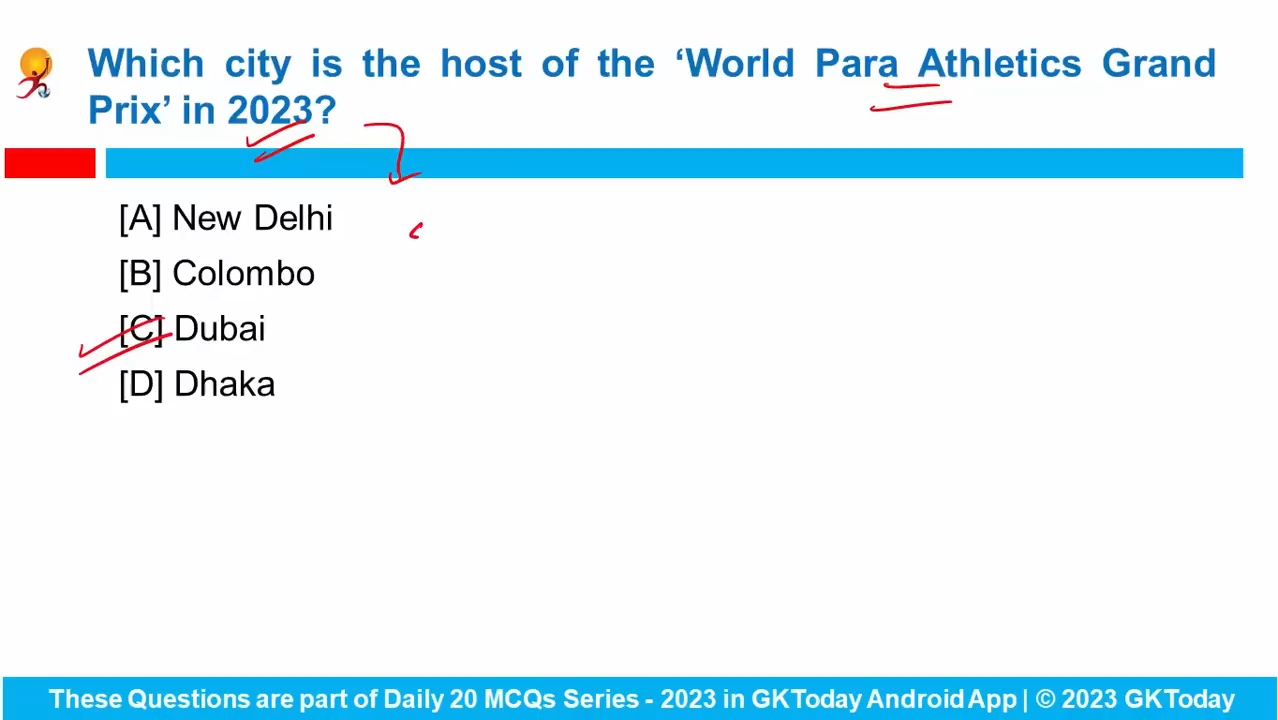 Which city is the host of the ‘World Para Athletics Grand
Prix’ in 2023?
[A] New Delhi
[B] Colombo
[C] Dubai
[D] Dhaka
These Questions are part of Daily 20 MCQs Series - 2023 in GKToday Android App | © 2023 GKToday